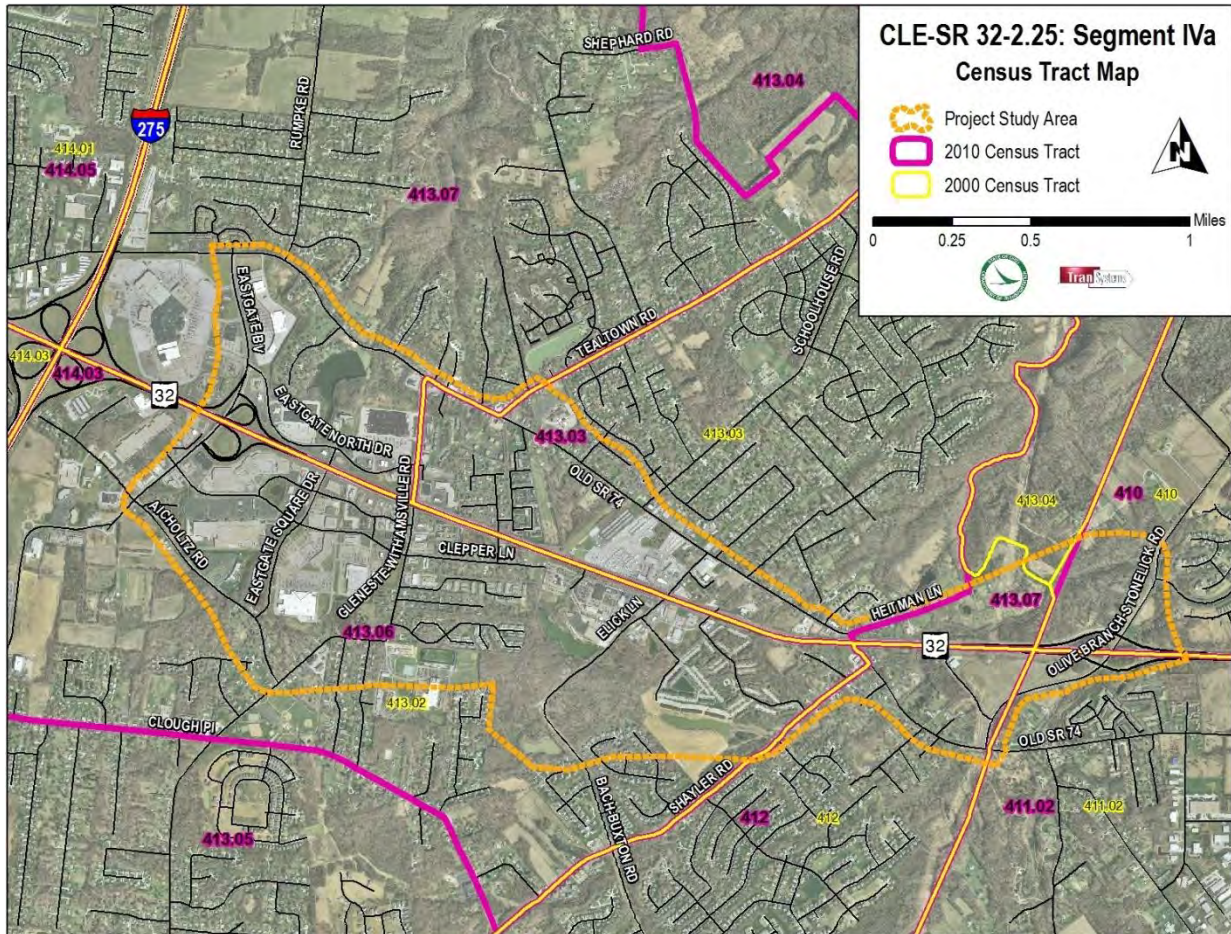 CLE-SR 32-2.25: Segment IVa
Census Tract Map
Project Study Area
2010 Census Tract
2000 Census Tract
N
Miles
0 0.25 0.5 1
TranSystems
SHEPHARD RD
413.04
275
RUMPKE RD
414.01
414.05
413.07
EASTGATE BV
SCHOOLHOUSE RD
TEALTOWN RD
414.03
414.03
32
EASTGATE NORTH DR
413.03
413.03
OLD SR 74
GLENESTE-WITHAMSVILLE RD
413.04
410
410
AICHOLTZ RD
EASTGATE SQUARE DR
CLEPPER LN
ELICK LN
HEITMAN LN
413.07
OLIVE BRANCH-STONELICK RD
413.06
32
413.02
CLOUGH PI
OLD SR 74
SHAYLER RD
BACH-BUXTON RD
413.05
412
412
411.02
411.02